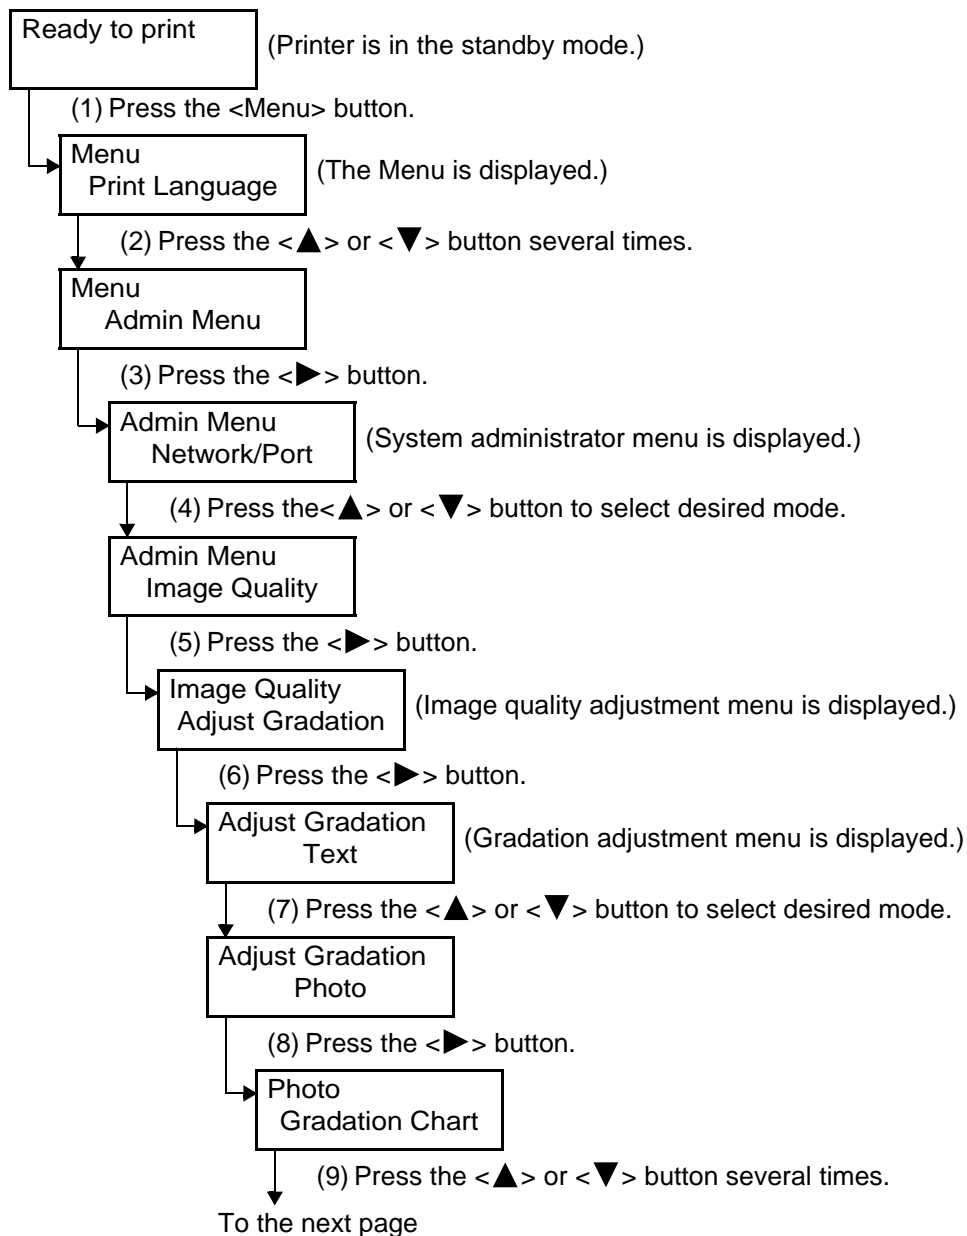 Ready to print
(Printer is in the standby mode.)
(1) Press the <Menu> button.
Menu
Print Language
(The Menu is displayed.)
(2) Press the <▲> or <▼> button several times.
Menu
Admin Menu
(3) Press the <▶> button.
Admin Menu
Network/Port
(System administrator menu is displayed.)
(4) Press the<▲> or <▼> button to select desired mode.
Admin Menu
Image Quality
(5) Press the <▶> button.
Image Quality
Adjust Gradation
(Image quality adjustment menu is displayed.)
(6) Press the <▶> button.
Adjust Gradation
Text
(Gradation adjustment menu is displayed.)
(7) Press the <▲> or <▼> button to select desired mode.
Adjust Gradation
Photo
(8) Press the <▶> button.
Photo
Gradation Chart
(9) Press the <▲> or <▼> button several times.
To the next page